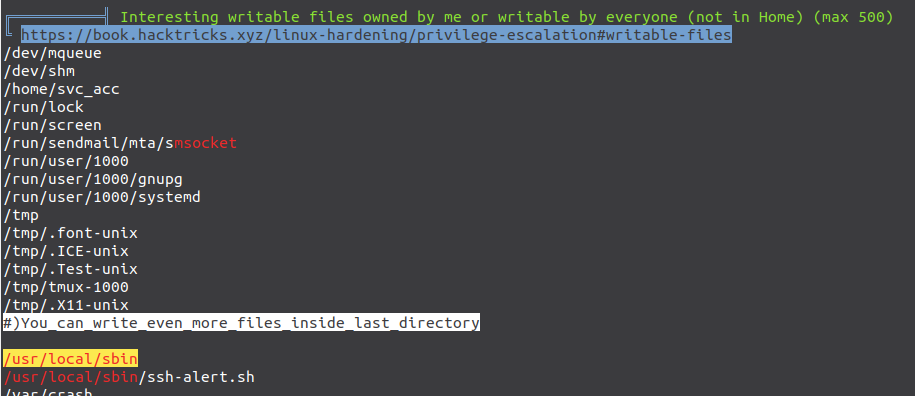 Interesting writable files owned by me or writable by everyone (not in Home) (max 500)
https://book.hacktricks.xyz/linux-hardening/privilege-escalation#writable-files
/dev/mqueue
/dev/shm
/home/svc_acc
/run/lock
/run/screen
/run/sendmail/mta/smsocket
/run/user/1000
/run/user/1000/gnupg
/run/user/1000/systemd
/tmp
/tmp/.font-unix
/tmp/.ICE-unix
/tmp/.Test-unix
/tmp/tmux-1000
/tmp/.X11-unix
#)You_can_write_even_more_files_inside_last_directory
/usr/local/sbin
/usr/local/sbin/ssh-alert.sh
/var/crash